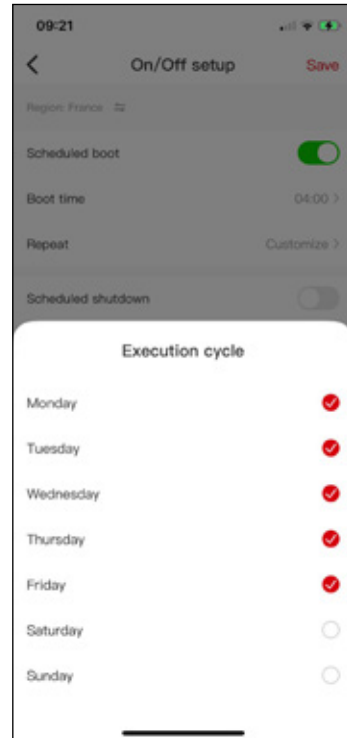 09:21
On/Off setup Save
Region: France
Scheduled boot
Boot time 04:00
Repeat Customize
Scheduled shutdown
Execution cycle
Monday
Tuesday
Wednesday
Thursday
Friday
Saturday
Sunday